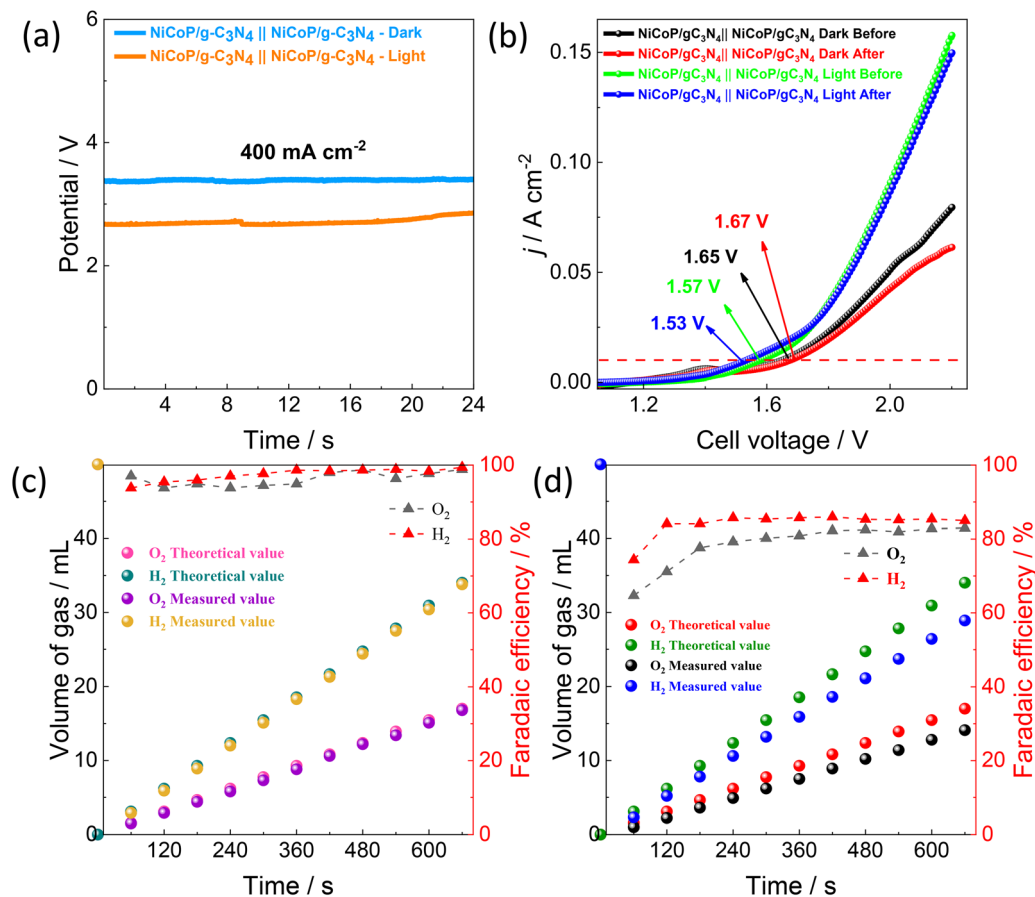 (a)
NiCoP/g-C₃N₄ || NiCoP/g-C₃N₄ - Dark
NiCoP/g-C₃N₄ || NiCoP/g-C₃N₄ - Light
400 mA cm⁻²
Potential / V
6
4
2
0
4 8 12 16 20 24
Time / s
(b)
NiCoP/gC₃N₄|| NiCoP/gC₃N₄ Dark Before
NiCoP/gC₃N₄|| NiCoP/gC₃N₄ Dark After
NiCoP/gC₃N₄ || NiCoP/gC₃N₄ Light Before
NiCoP/gC₃N₄ || NiCoP/gC₃N₄ Light After
j / A cm⁻²
0.15
0.10
0.05
0.00
1.67 V
1.65 V
1.57 V
1.53 V
1.2 1.6 2.0
Cell voltage / V
(c)
O₂
H₂
O₂ Theoretical value
H₂ Theoretical value
O₂ Measured value
H₂ Measured value
Volume of gas / mL
40
30
20
10
0
Faradaic efficiency / %
100
80
60
40
20
0
120 240 360 480 600
Time / s
(d)
O₂
H₂
O₂ Theoretical value
H₂ Theoretical value
O₂ Measured value
H₂ Measured value
Volume of gas / mL
40
30
20
10
0
Faradaic efficiency / %
100
80
60
40
20
0
120 240 360 480 600
Time / s